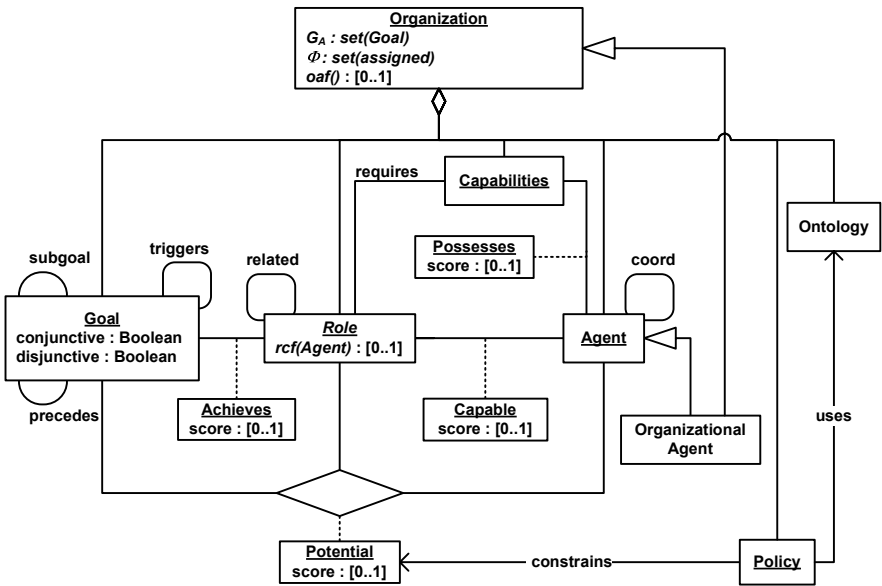 Organization
G_A : set(Goal)
Φ : set(assigned)
oaf() : [0..1]
requires
Capabilities
Ontology
Possesses
score : [0..1]
subgoal
triggers
related
coord
Goal
conjunctive : Boolean
disjunctive : Boolean
Role
rcf(Agent) : [0..1]
Agent
precedes
Achieves
score : [0..1]
Capable
score : [0..1]
Organizational
Agent
uses
Potential
score : [0..1]
constrains
Policy